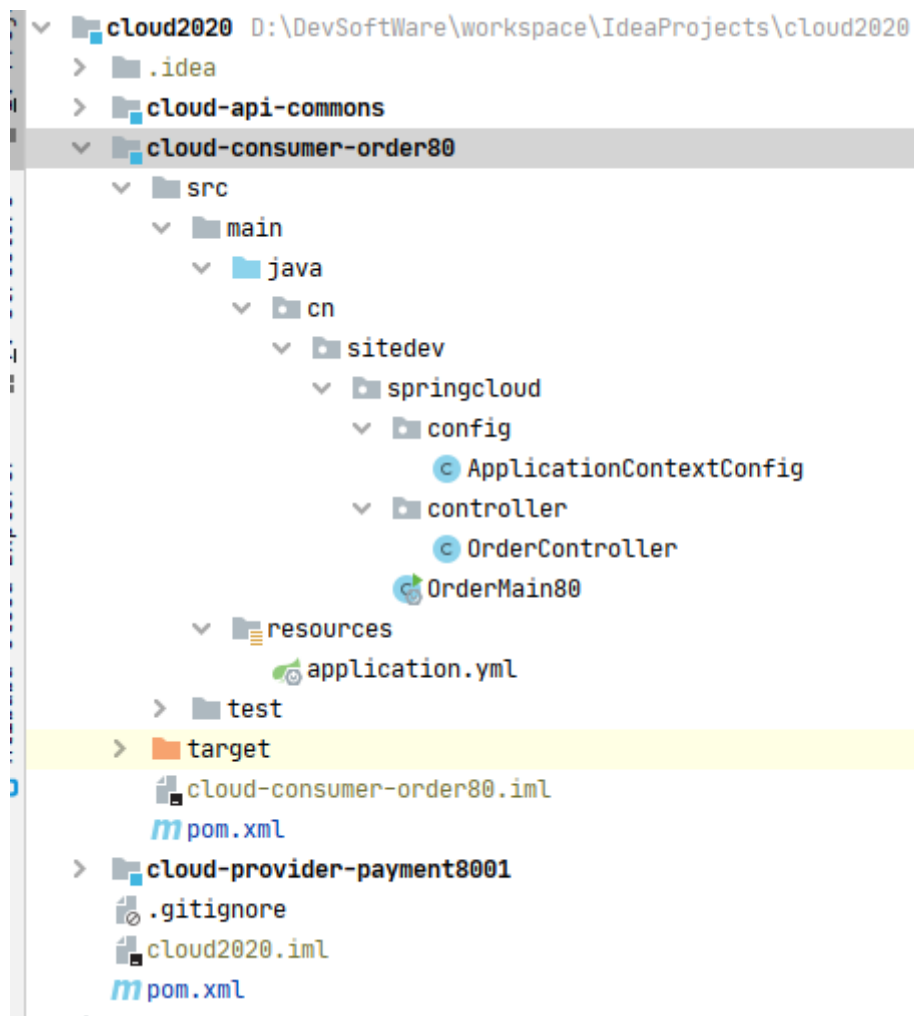 cloud2020 D:\DevSoftWare\workspace\IdeaProjects\cloud2020
.idea
cloud-api-commons
cloud-consumer-order80
src
main
java
cn
sitedev
springcloud
config
ApplicationContextConfig
controller
OrderController
OrderMain80
resources
application.yml
test
target
cloud-consumer-order80.iml
pom.xml
cloud-provider-payment8001
.gitignore
cloud2020.iml
pom.xml